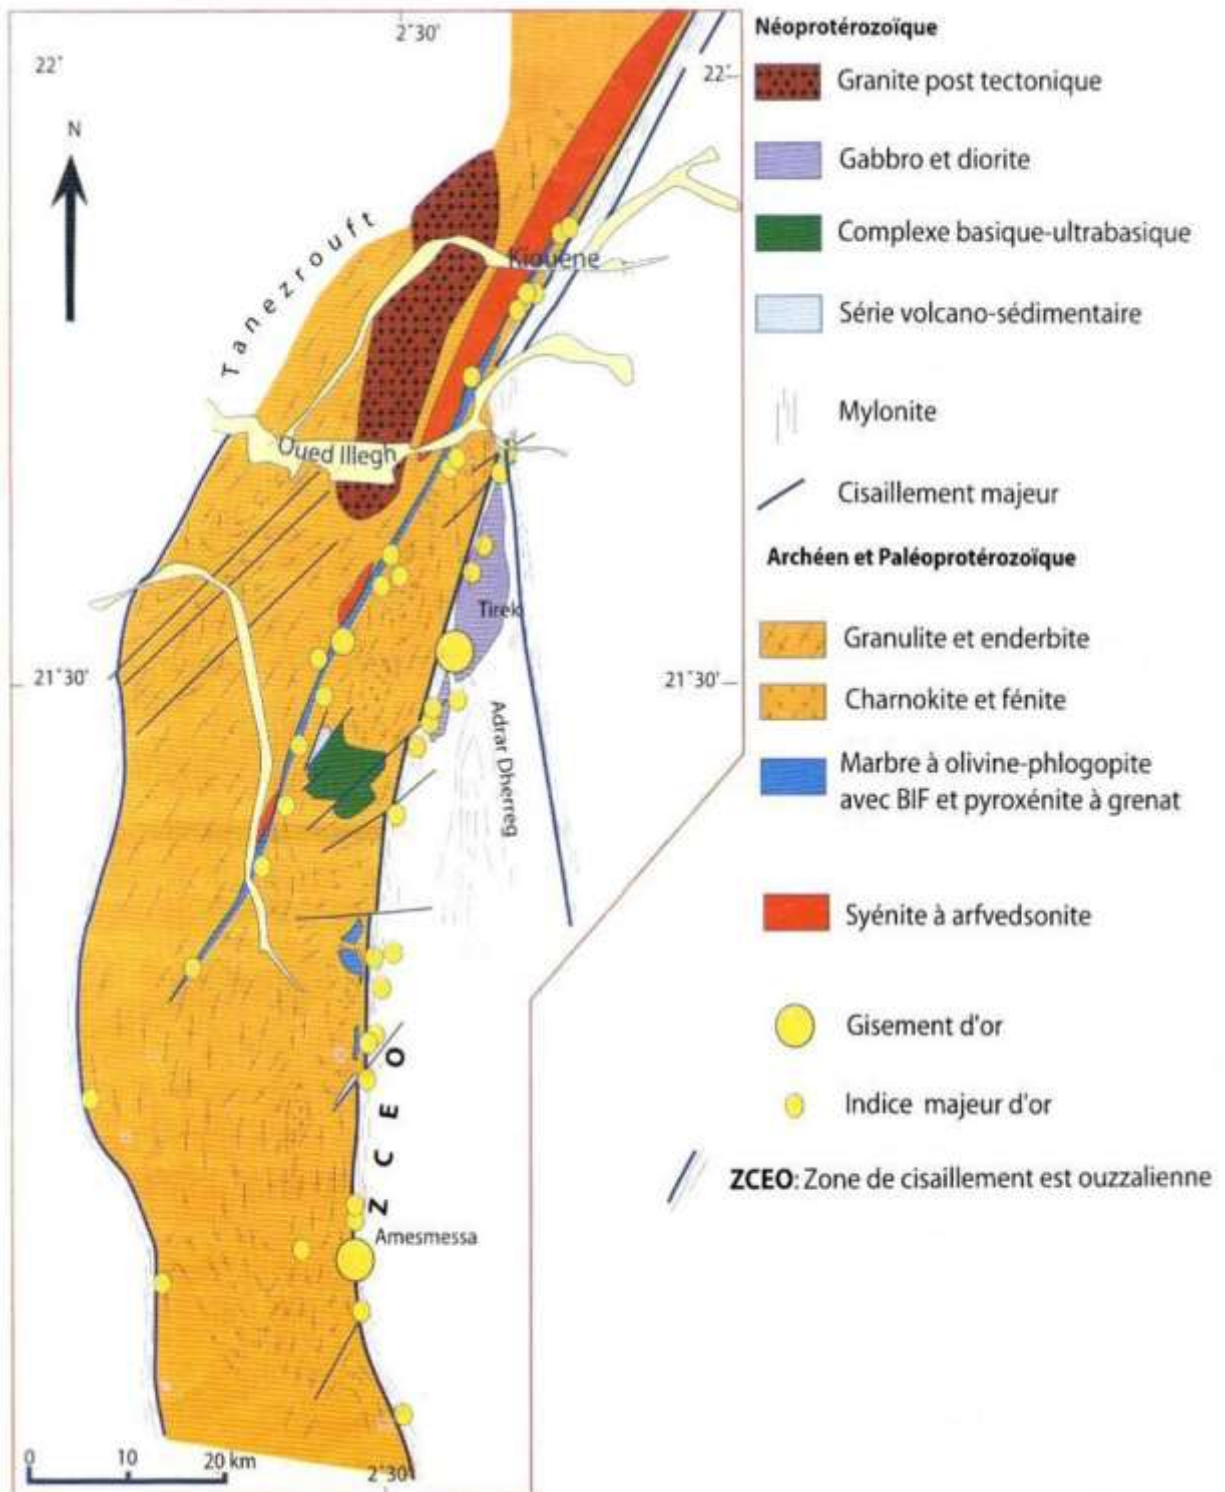 2°30'
22°
22°
N
Tanezrouft
Kiouene
Oued Illegh
Tirek
21°30'
21°30'
Adrar Dherreg
ZCEO
Amesmessa
0 10 20 km
2°30'
Néoprotérozoïque
Granite post tectonique
Gabbro et diorite
Complexe basique-ultrabasique
Série volcano-sédimentaire
Mylonite
Cisaillement majeur
Archéen et Paléoprotérozoïque
Granulite et enderbite
Charnokite et fénite
Marbre à olivine-phlogopite
avec BIF et pyroxénite à grenat
Syénite à arfvedsonite
Gisement d'or
Indice majeur d'or
ZCEO: Zone de cisaillement est ouzzalienne